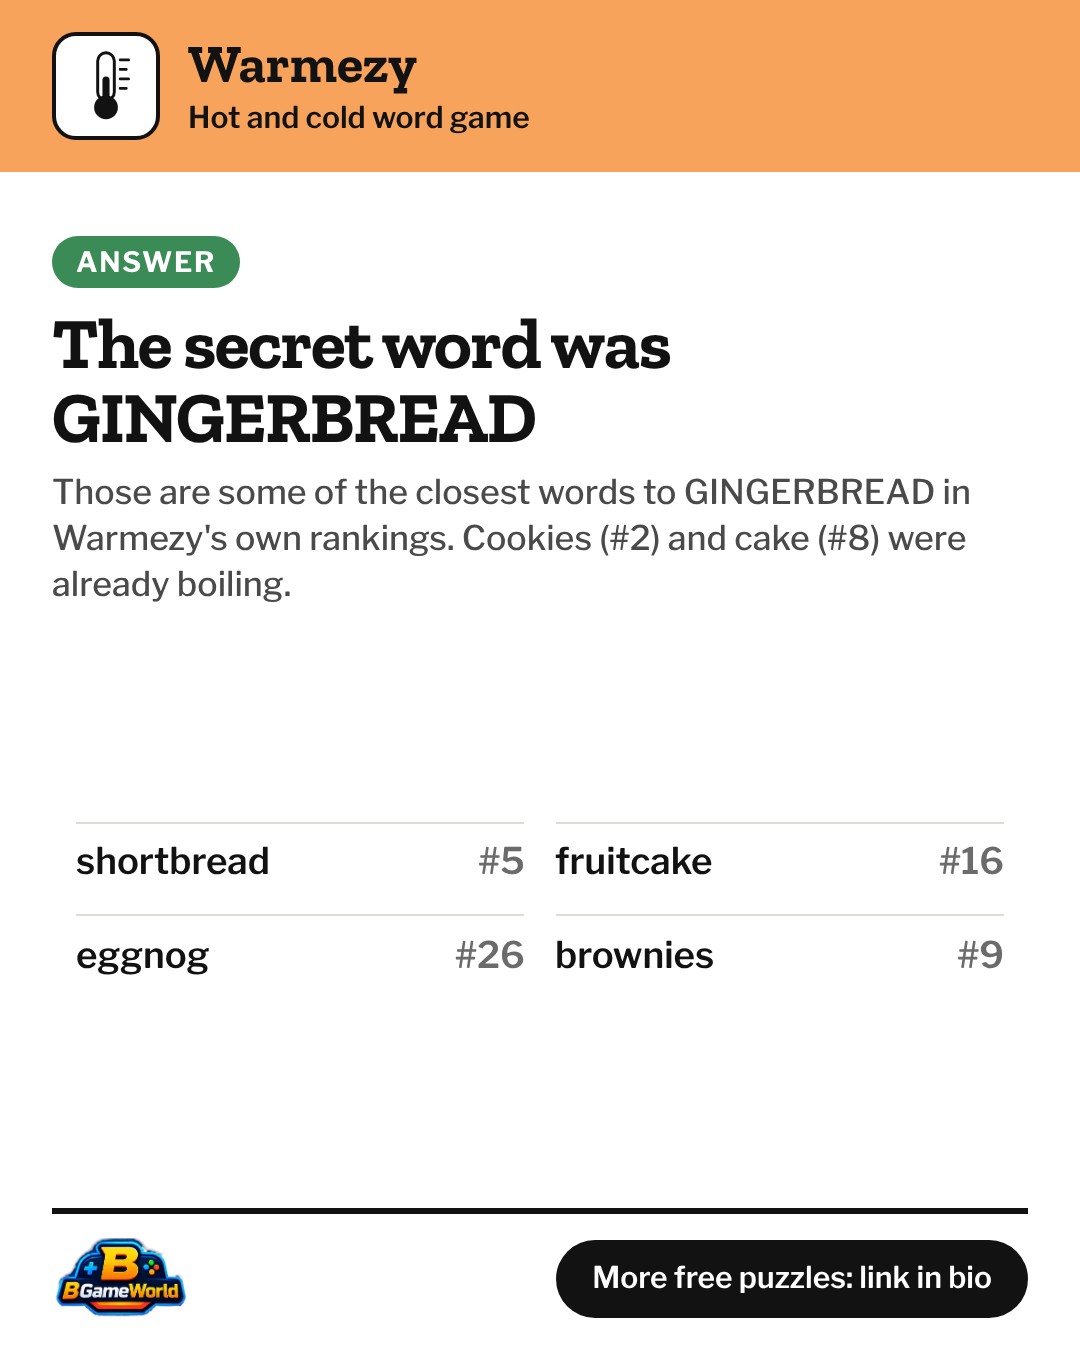 Warmezy
Hot and cold word game
ANSWER
The secret word was
GINGERBREAD
Those are some of the closest words to GINGERBREAD in
Warmezy's own rankings. Cookies (#2) and cake (#8) were
already boiling.
shortbread #5 fruitcake #16
eggnog #26 brownies #9
B
BGameWorld
More free puzzles: link in bio